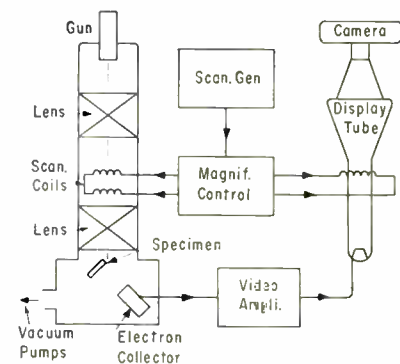 Gun
Camera
Scan. Gen
Lens
Display
Tube
Scan.
Coils
Magnif.
Control
Lens
Specimen
Video
Ampli.
Vacuum
Pumps
Electron
Collector